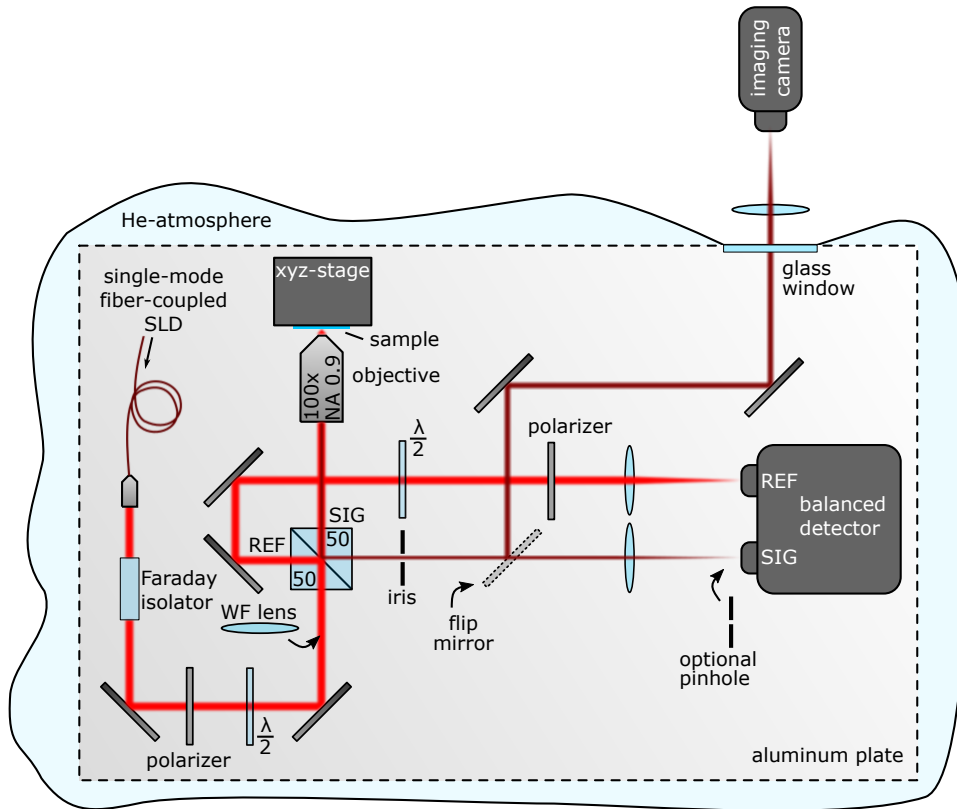 imaging
camera
He-atmosphere
glass
window
single-mode
fiber-coupled
SLD
xyz-stage
sample
objective
100x
NA 0.9
λ
2
polarizer
REF
balanced
detector
SIG
SIG
50
REF
50
Faraday
isolator
iris
WF lens
flip
mirror
optional
pinhole
polarizer
λ
2
aluminum plate